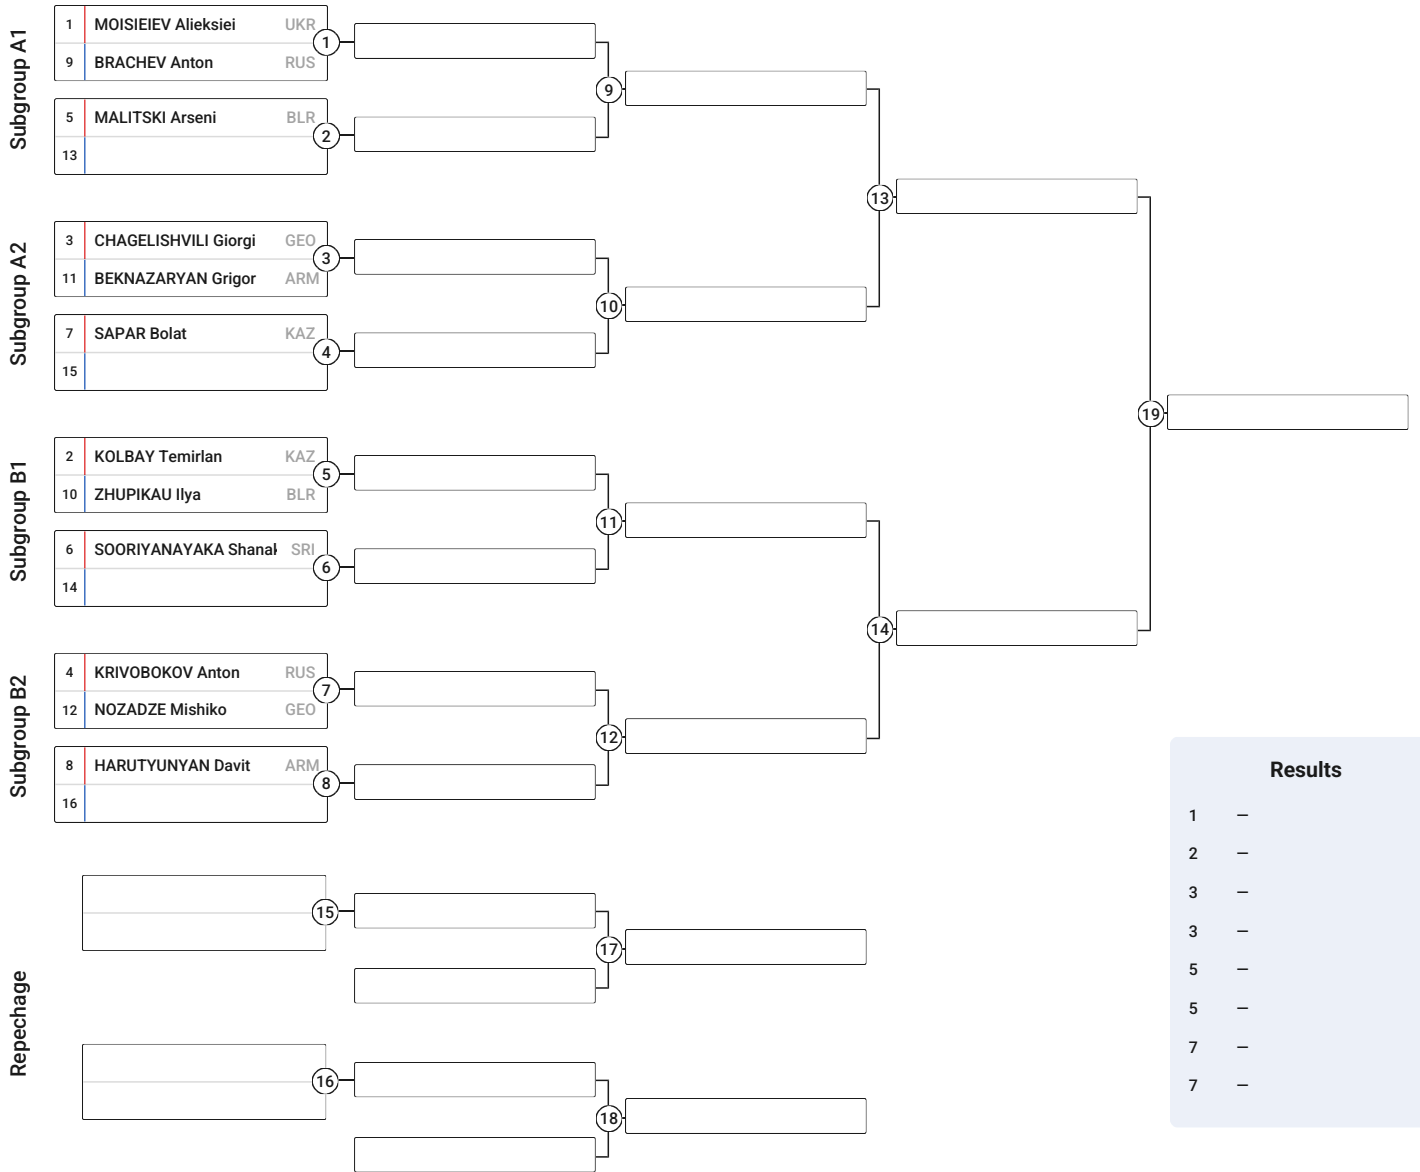 Subgroup A1
1 MOISIEIEV Alieksiei UKR
9 BRACHEV Anton RUS
1
5 MALITSKI Arseni BLR
13
2
9
Subgroup A2
3 CHAGELISHVILI Giorgi GEO
11 BEKNAZARYAN Grigor ARM
3
7 SAPAR Bolat KAZ
15
4
10
13
Subgroup B1
2 KOLBAY Temirlan KAZ
10 ZHUPIKAU Ilya BLR
5
6 SOORIYANAYAKA Shanak SRI
14
6
11
Subgroup B2
4 KRIVOBOKOV Anton RUS
12 NOZADZE Mishiko GEO
7
8 HARUTYUNYAN Davit ARM
16
8
12
14
19
Repechage
15
17
16
18
Results
1 –
2 –
3 –
3 –
5 –
5 –
7 –
7 –